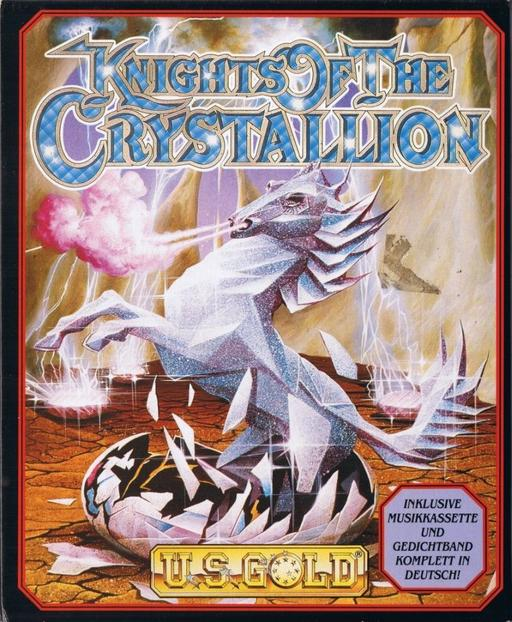 KNIGHTS OF THE
CRYSTALLION
INKLUSIVE
MUSIKKASSETTE
UND
GEDICHTBAND
KOMPLETT IN
DEUTSCH!
U.S. GOLD®